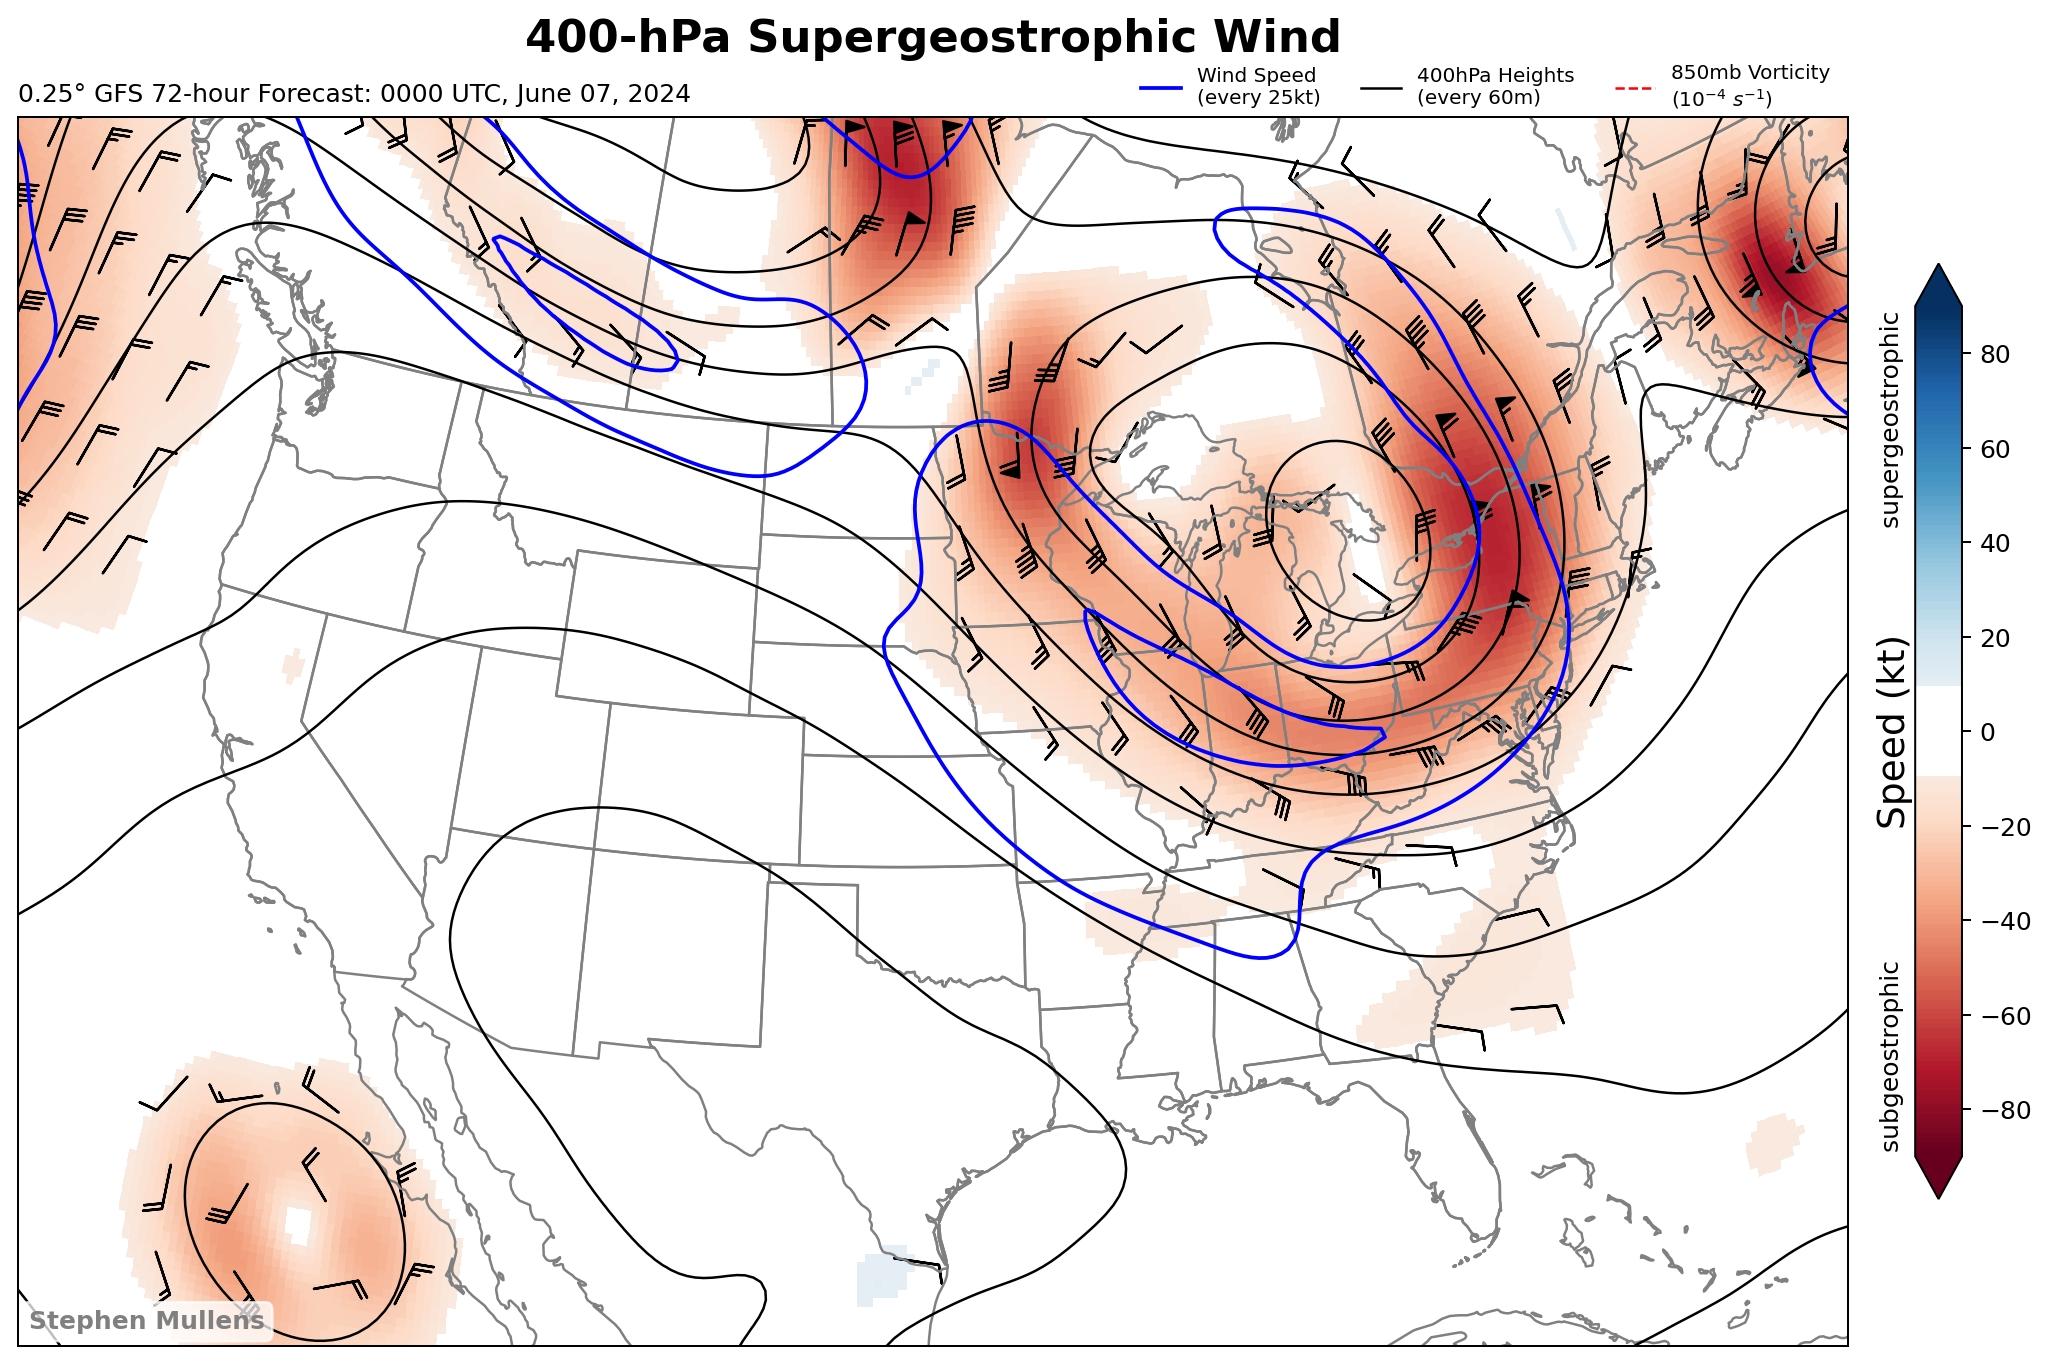 400-hPa Supergeostrophic Wind
0.25° GFS 72-hour Forecast: 0000 UTC, June 07, 2024
Wind Speed
(every 25kt)
400hPa Heights
(every 60m)
850mb Vorticity
(10⁻⁴ s⁻¹)
supergeostrophic
subgeostrophic
Speed (kt)
80
60
40
20
0
−20
−40
−60
−80
Stephen Mullens